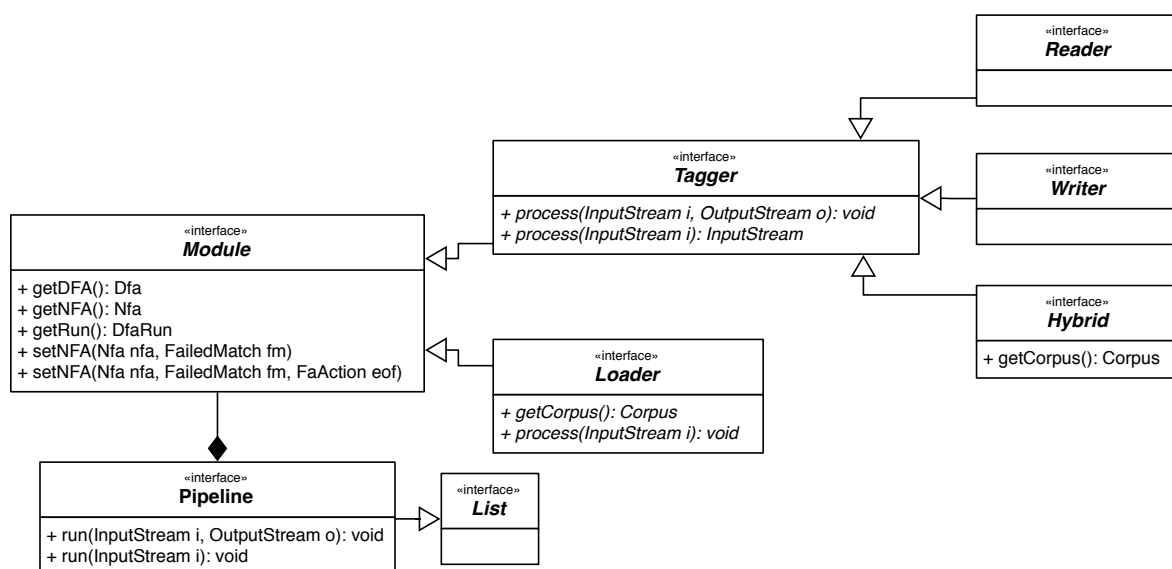 «interface»
Reader
«interface»
Tagger
+ process(InputStream i, OutputStream o): void
+ process(InputStream i): InputStream
«interface»
Writer
«interface»
Module
+ getDFA(): Dfa
+ getNFA(): Nfa
+ getRun(): DfaRun
+ setNFA(Nfa nfa, FailedMatch fm)
+ setNFA(Nfa nfa, FailedMatch fm, FaAction eof)
«interface»
Hybrid
+ getCorpus(): Corpus
«interface»
Loader
+ getCorpus(): Corpus
+ process(InputStream i): void
«interface»
Pipeline
+ run(InputStream i, OutputStream o): void
+ run(InputStream i): void
«interface»
List